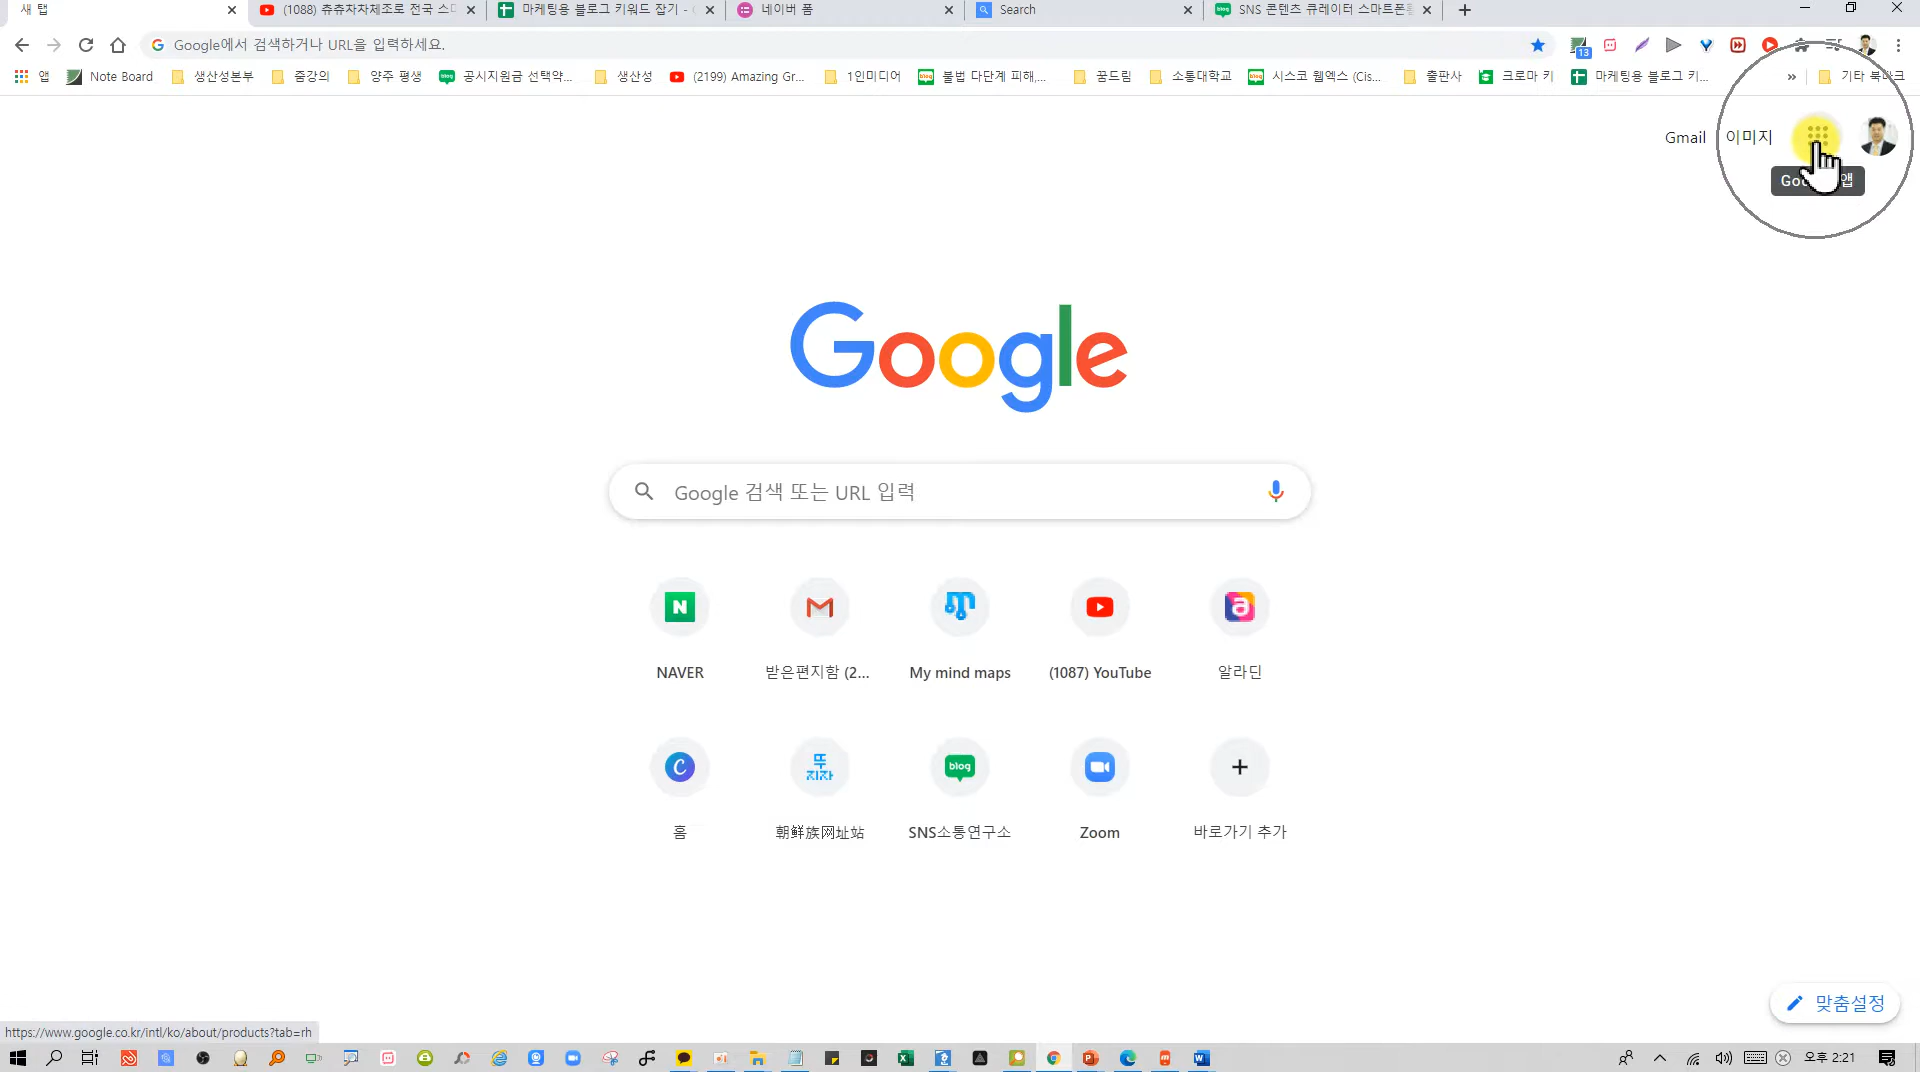 새 탭
(1088) 츄츄자차체조로 전국 스마
마케팅용 블로그 키워드 잡기 -
네이버 폼
Search
SNS 콘텐츠 큐레이터 스마트폰을
Google에서 검색하거나 URL을 입력하세요.
13
앱
Note Board
생산성본부
줌강의
양주 평생
공시지원금 선택약...
생산성
(2199) Amazing Gr...
1인미디어
불법 다단계 피해,...
꿈드림
소통대학교
시스코 웹엑스 (Cis...
출판사
크로마 키
마케팅용 블로그 키...
»
기타 북마크
Gmail
이미지
앱
Google
Google 검색 또는 URL 입력
NAVER
받은편지함 (2...
My mind maps
(1087) YouTube
알라딘
뚜
지자
blog
홈
朝鲜族网址站
SNS소통연구소
Zoom
바로가기 추가
맞춤설정
https://www.google.co.kr/intl/ko/about/products?tab=rh
오후 2:21